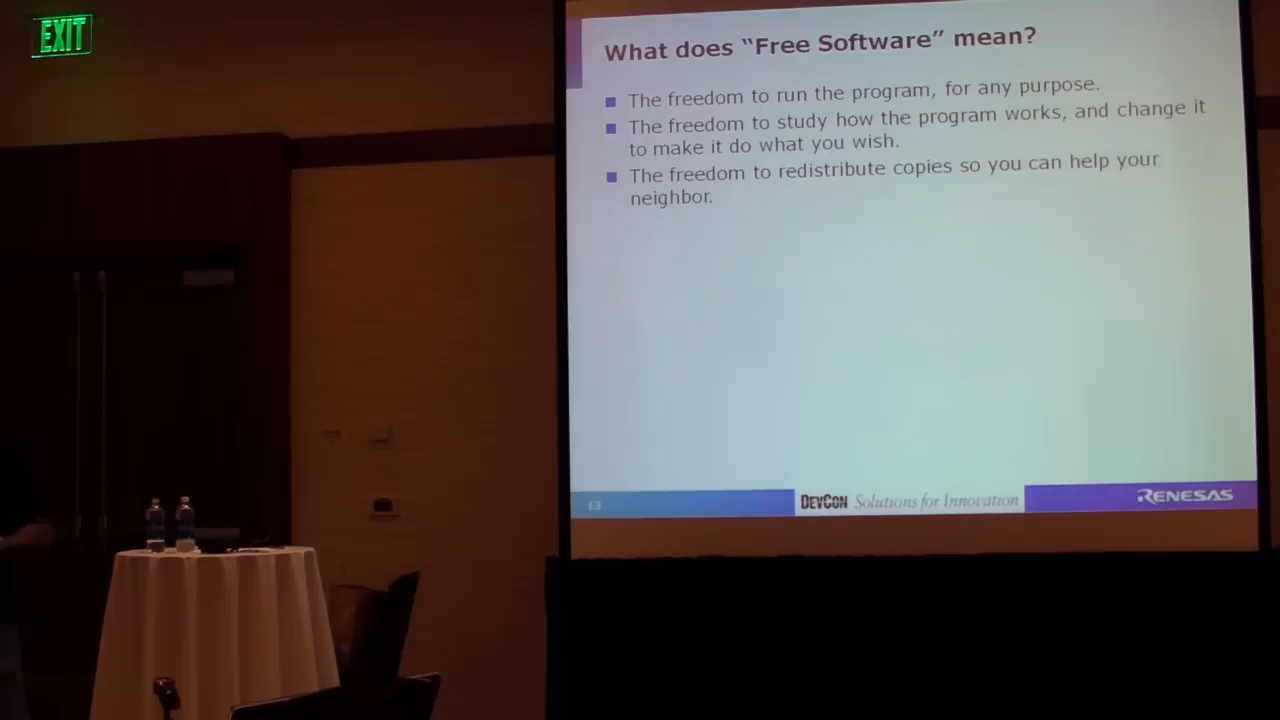 EXIT
What does “Free Software” mean?
The freedom to run the program, for any purpose.
The freedom to study how the program works, and change it
to make it do what you wish.
The freedom to redistribute copies so you can help your
neighbor.
13
DEVCON Solutions for Innovation
RENESAS